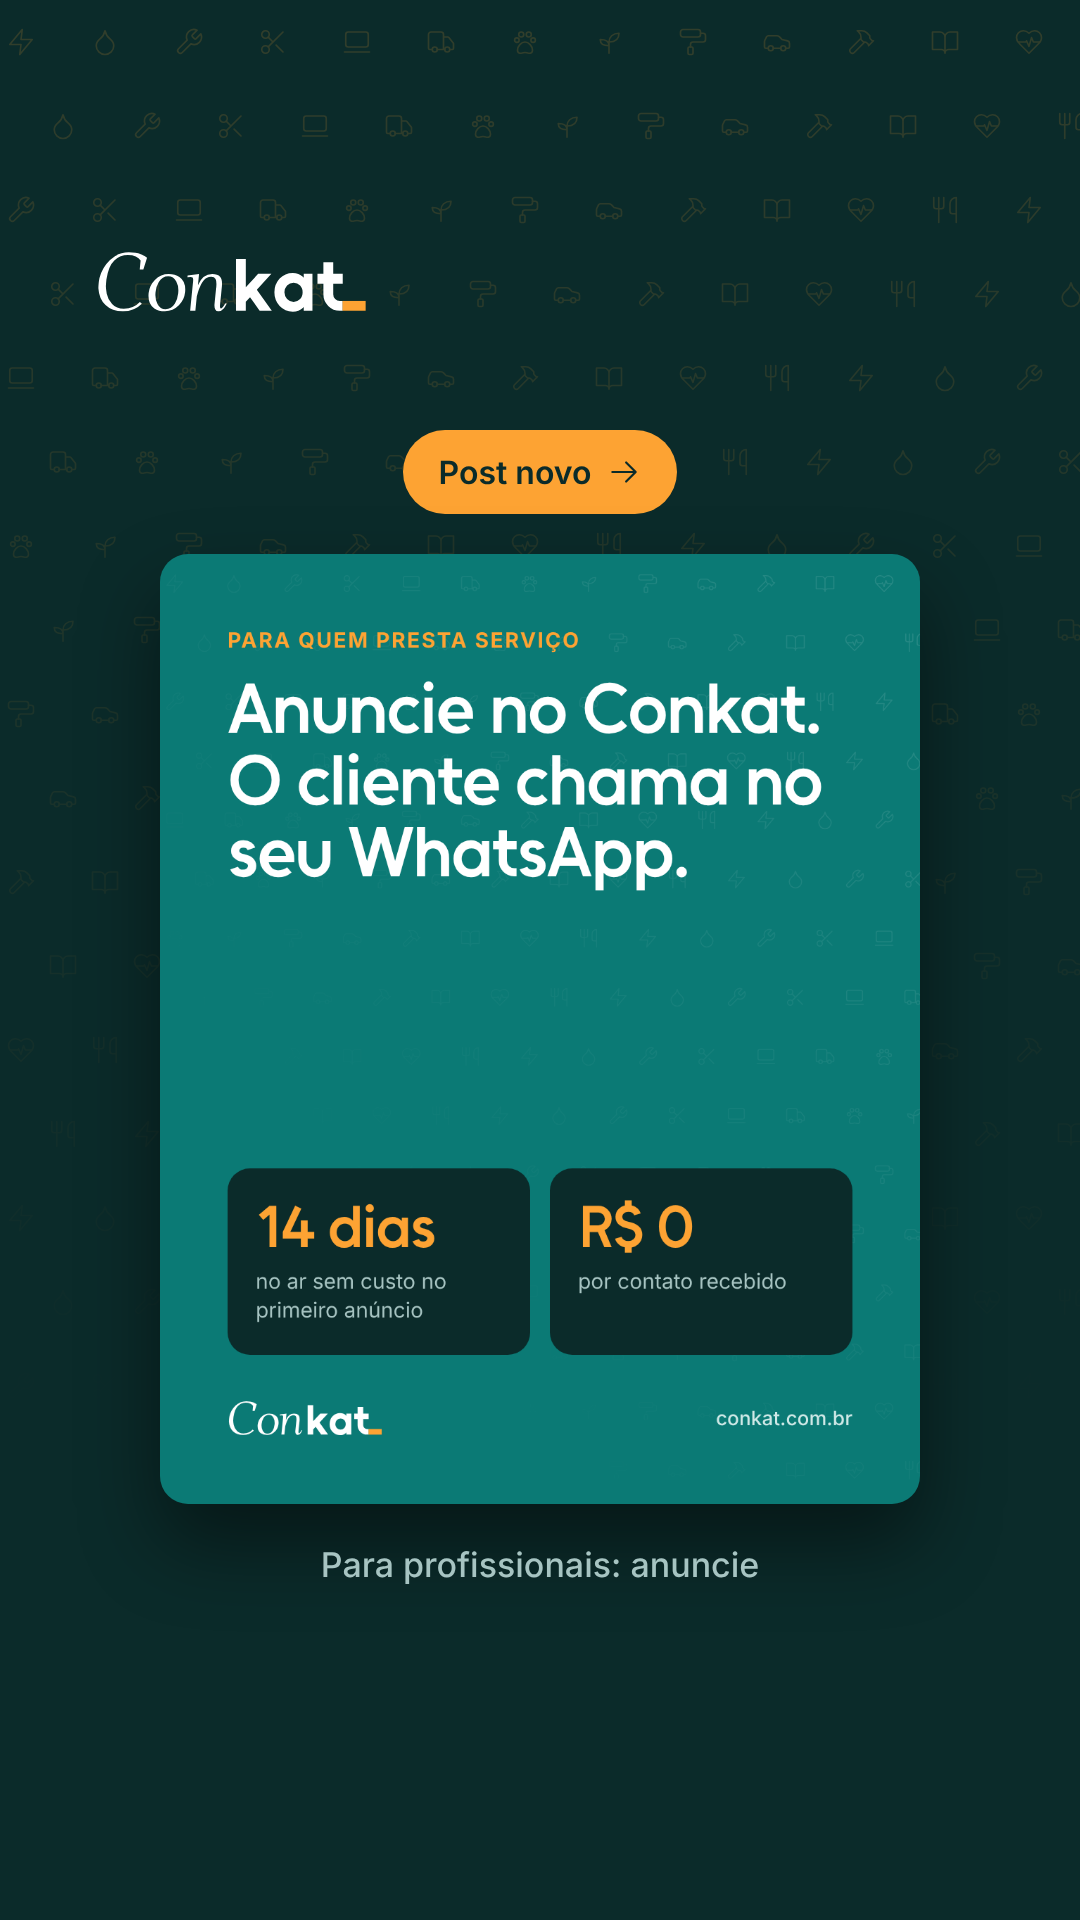 Conkat
Post novo
PARA QUEM PRESTA SERVIÇO
Anuncie no Conkat.
O cliente chama no
seu WhatsApp.
14 dias
no ar sem custo no
primeiro anúncio
R$ 0
por contato recebido
Conkat
conkat.com.br
Para profissionais: anuncie